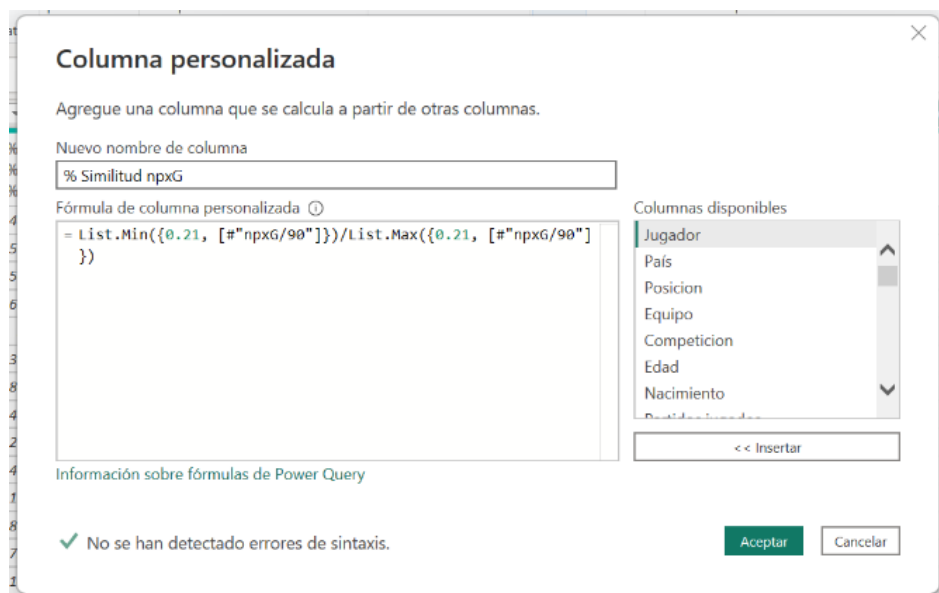 Columna personalizada
Agregue una columna que se calcula a partir de otras columnas.
Nuevo nombre de columna
% Similitud npxG
Fórmula de columna personalizada
= List.Min({0.21, [#"npxG/90"]})/List.Max({0.21, [#"npxG/90"]
})
Columnas disponibles
Jugador
País
Posicion
Equipo
Competicion
Edad
Nacimiento
<< Insertar
Información sobre fórmulas de Power Query
No se han detectado errores de sintaxis.
Aceptar
Cancelar